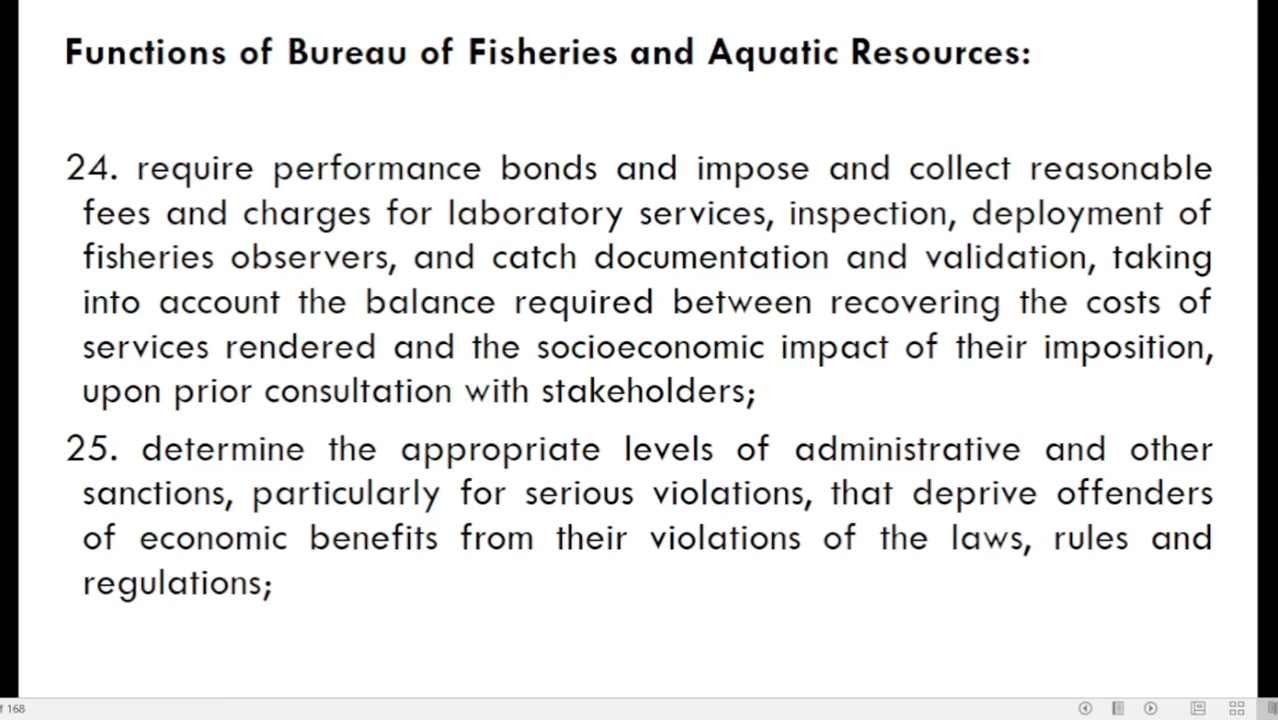 Functions of Bureau of Fisheries and Aquatic Resources:
24. require performance bonds and impose and collect reasonable
fees and charges for laboratory services, inspection, deployment of
fisheries observers, and catch documentation and validation, taking
into account the balance required between recovering the costs of
services rendered and the socioeconomic impact of their imposition,
upon prior consultation with stakeholders;
25. determine the appropriate levels of administrative and other
sanctions, particularly for serious violations, that deprive offenders
of economic benefits from their violations of the laws, rules and
regulations;
f 168